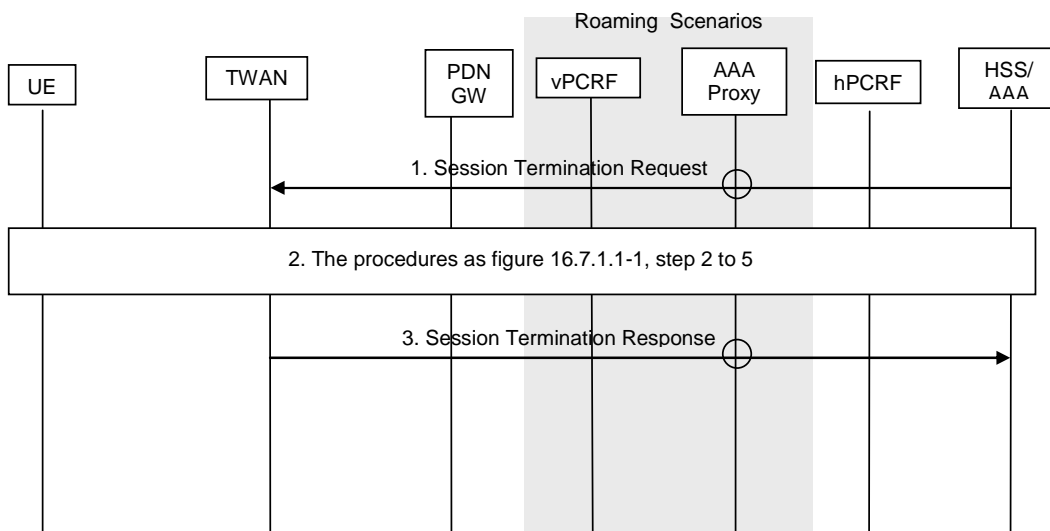 Roaming Scenarios
UE
TWAN
PDN
GW
vPCRF
AAA
Proxy
hPCRF
HSS/
AAA
1. Session Termination Request
2. The procedures as figure 16.7.1.1-1, step 2 to 5
3. Session Termination Response